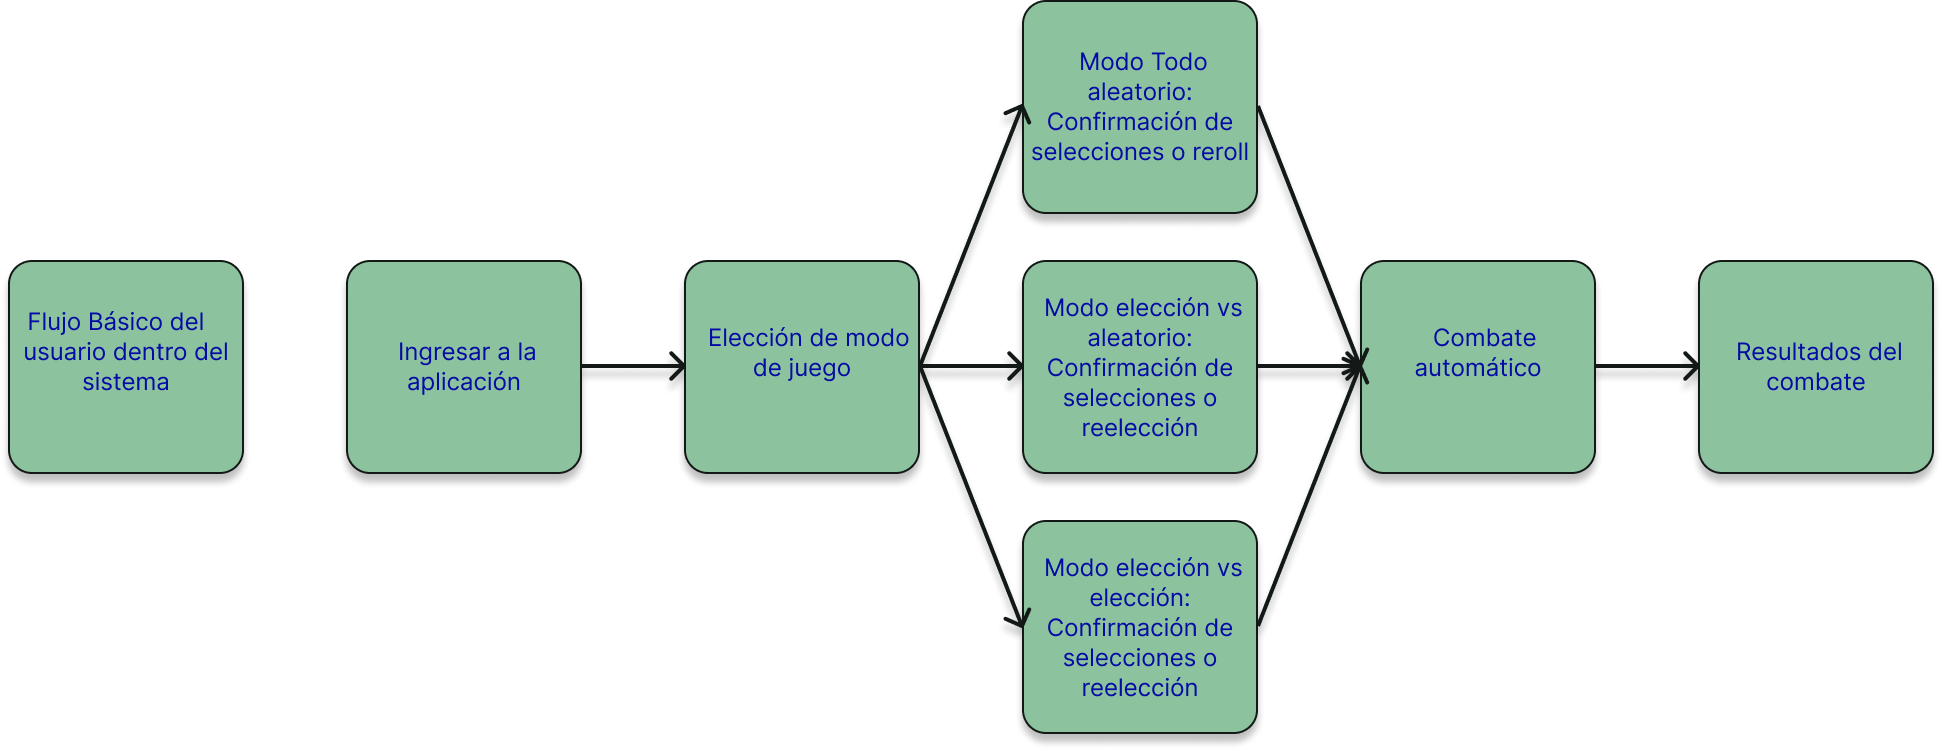 Flujo Básico del
usuario dentro del
sistema
Ingresar a la
aplicación
Elección de modo
de juego
Modo Todo
aleatorio:
Confirmación de
selecciones o reroll
Modo elección vs
aleatorio:
Confirmación de
selecciones o
reelección
Modo elección vs
elección:
Confirmación de
selecciones o
reelección
Combate
automático
Resultados del
combate